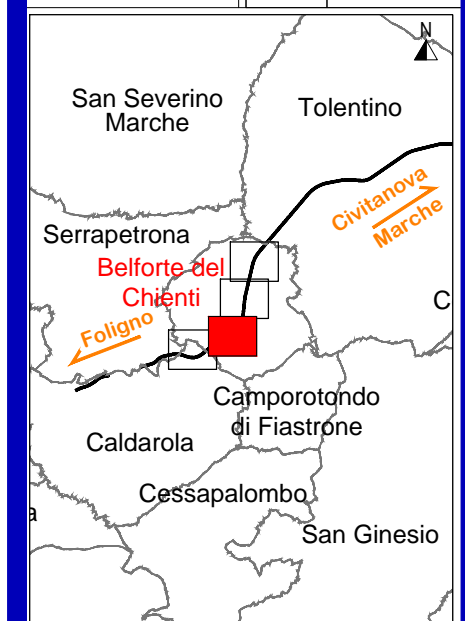 N
San Severino
Marche
Tolentino
Civitanova
Marche
Serrapetrona
Belforte del
Chienti
C
Foligno
Camporotondo
di Fiastrone
Caldarola
Cessapalombo
a
San Ginesio